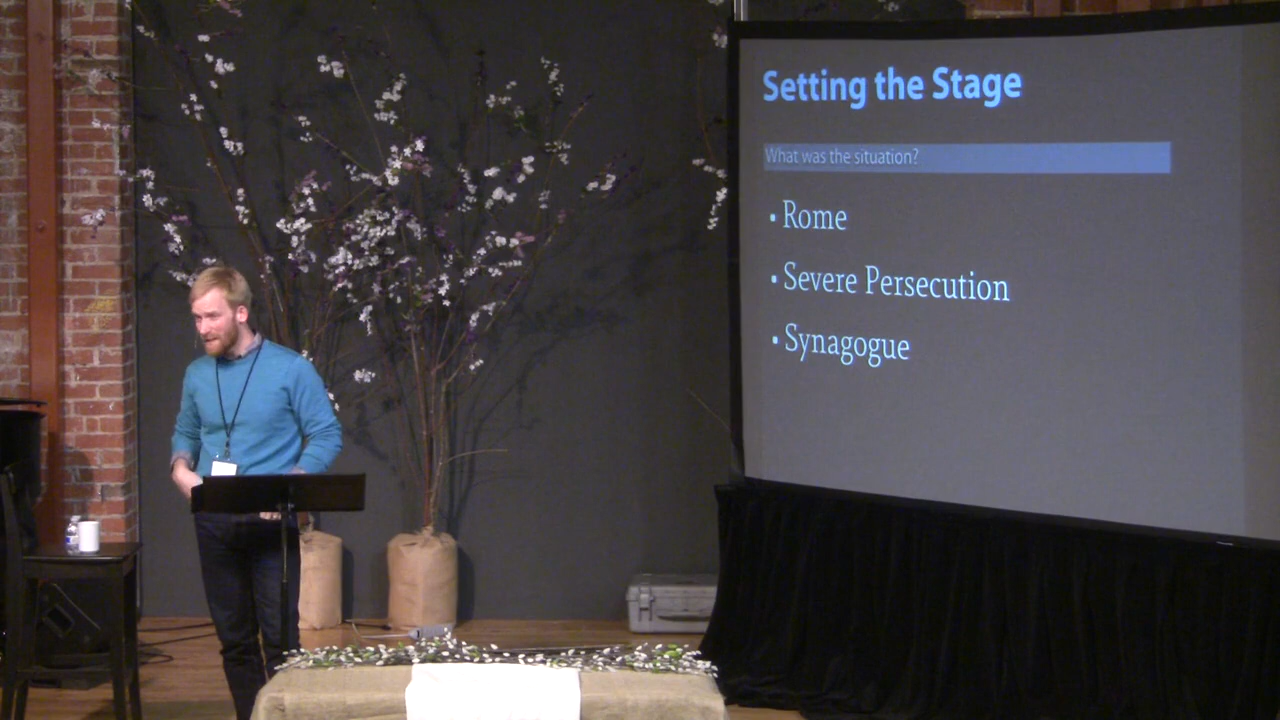 Setting the Stage
What was the situation?
• Rome
• Severe Persecution
• Synagogue